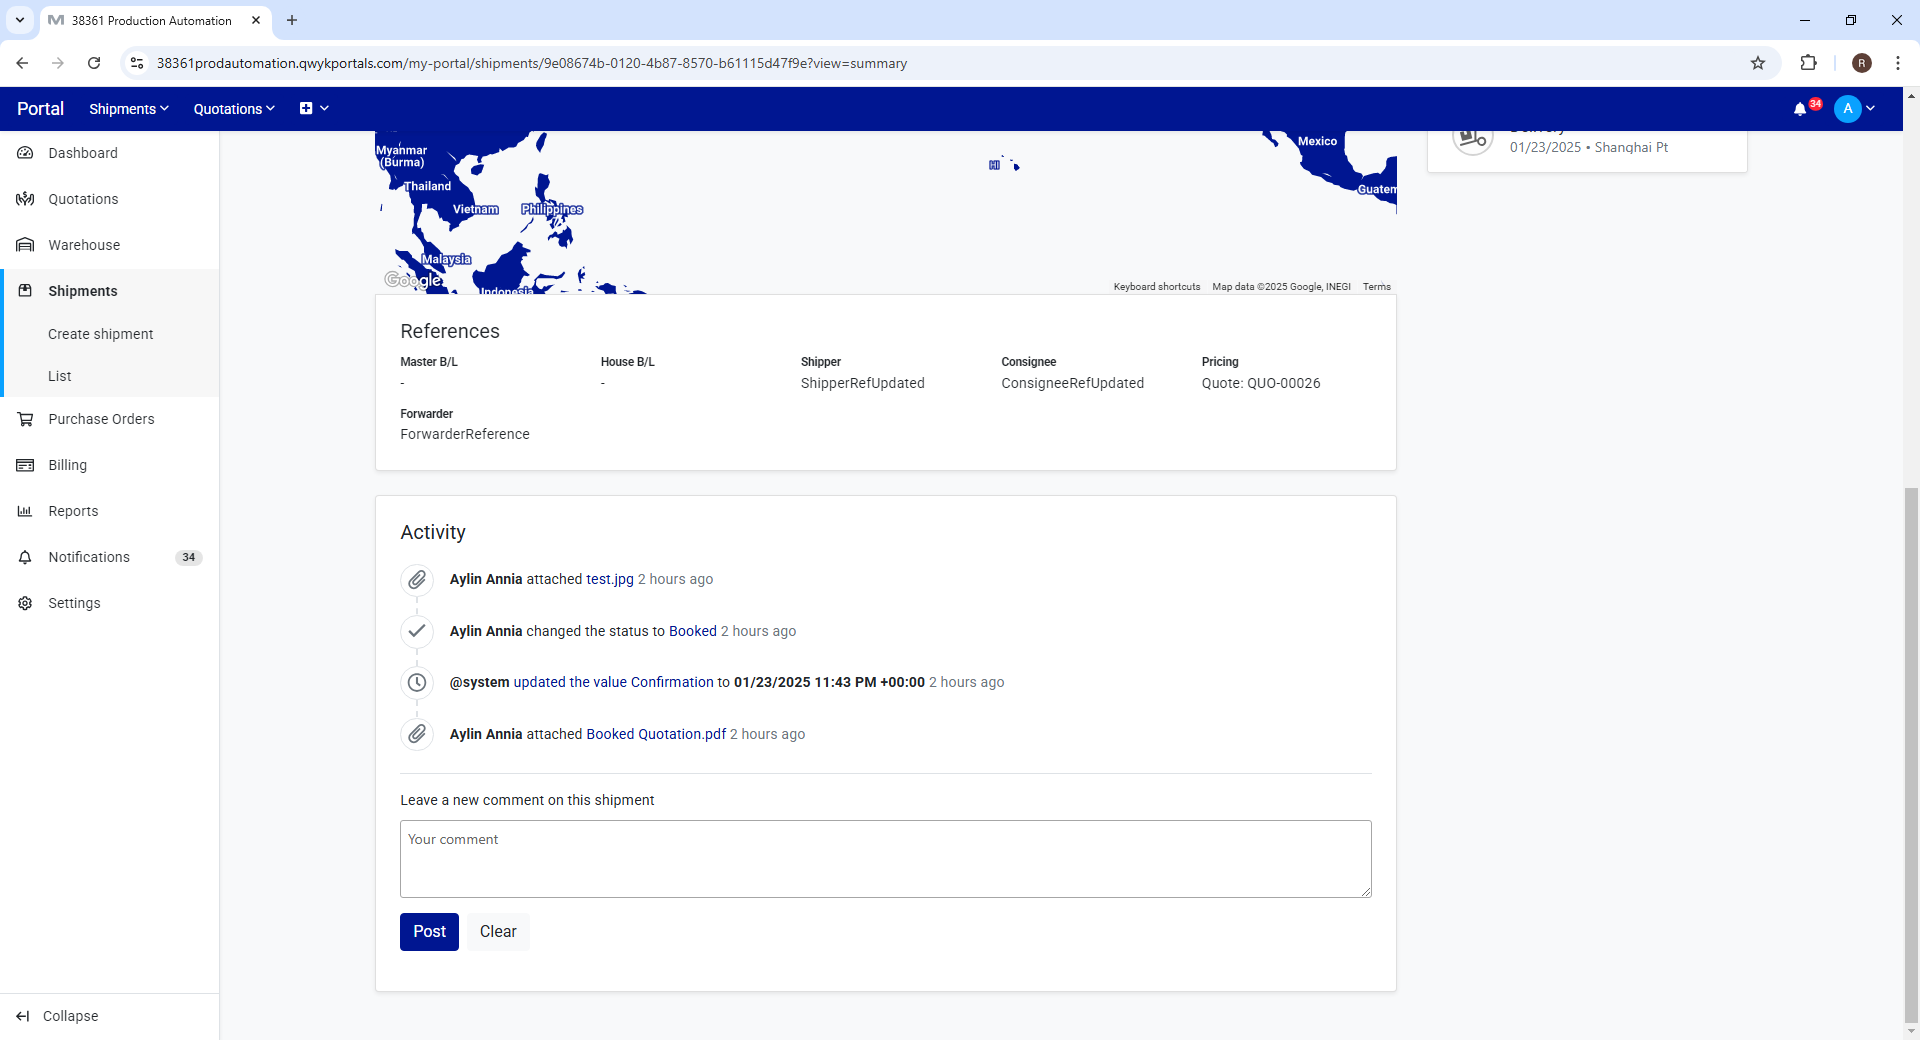 38361 Production Automation
38361prodautomation.qwykportals.com/my-portal/shipments/9e08674b-0120-4b87-8570-b61115d47f9e?view=summary
R
Portal
Shipments
Quotations
34
A
Dashboard
Quotations
Warehouse
Shipments
Create shipment
List
Purchase Orders
Billing
Reports
Notifications
34
Settings
Collapse
Myanmar
(Burma)
Thailand
Vietnam
Philippines
Malaysia
Indonesia
HI
Mexico
Guatem
Google
Keyboard shortcuts
Map data ©2025 Google, INEGI
Terms
Delivery
01/23/2025 • Shanghai Pt
References
Master B/L
-
House B/L
-
Shipper
ShipperRefUpdated
Consignee
ConsigneeRefUpdated
Pricing
Quote: QUO-00026
Forwarder
ForwarderReference
Activity
Aylin Annia attached test.jpg 2 hours ago
Aylin Annia changed the status to Booked 2 hours ago
@system updated the value Confirmation to 01/23/2025 11:43 PM +00:00 2 hours ago
Aylin Annia attached Booked Quotation.pdf 2 hours ago
Leave a new comment on this shipment
Your comment
Post
Clear